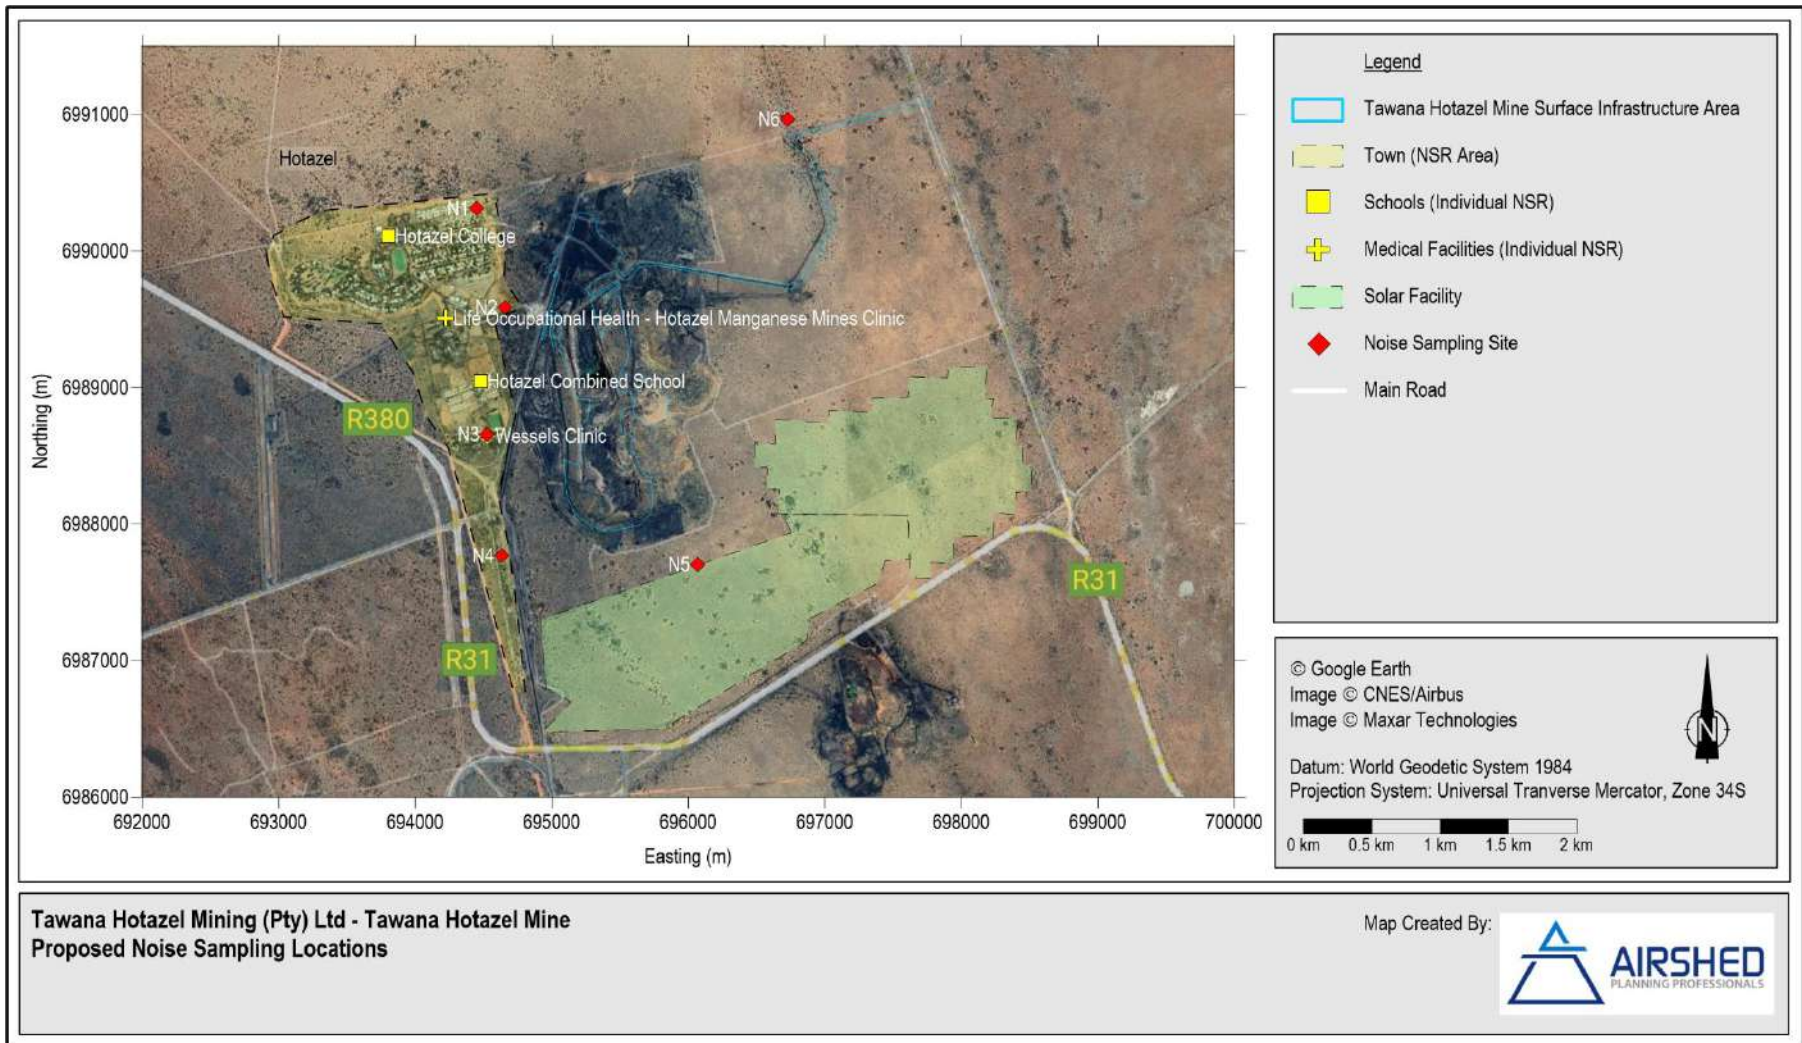 6991000
6990000
6989000
6988000
6987000
6986000
Northing (m)
692000
693000
694000
695000
696000
697000
698000
699000
700000
Easting (m)
Hotazel
N1
Hotazel College
N2
Life Occupational Health - Hotazel Manganese Mines Clinic
Hotazel Combined School
N3
Wessels Clinic
N4
N5
N6
R380
R31
R31
Legend
Tawana Hotazel Mine Surface Infrastructure Area
Town (NSR Area)
Schools (Individual NSR)
Medical Facilities (Individual NSR)
Solar Facility
Noise Sampling Site
Main Road
© Google Earth
Image © CNES/Airbus
Image © Maxar Technologies
N
Datum: World Geodetic System 1984
Projection System: Universal Tranverse Mercator, Zone 34S
0 km 0.5 km 1 km 1.5 km 2 km
Tawana Hotazel Mining (Pty) Ltd - Tawana Hotazel Mine
Proposed Noise Sampling Locations
Map Created By:
AIRSHED
PLANNING PROFESSIONALS